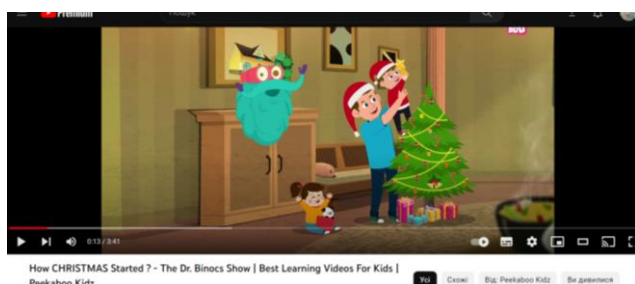 Premium
Пошук
0:13 / 3:41
How CHRISTMAS Started ? - The Dr. Binocs Show | Best Learning Videos For Kids |
Peekaboo Kidz
Усі
Схожі
Від: Peekaboo Kidz
Ви дивилися